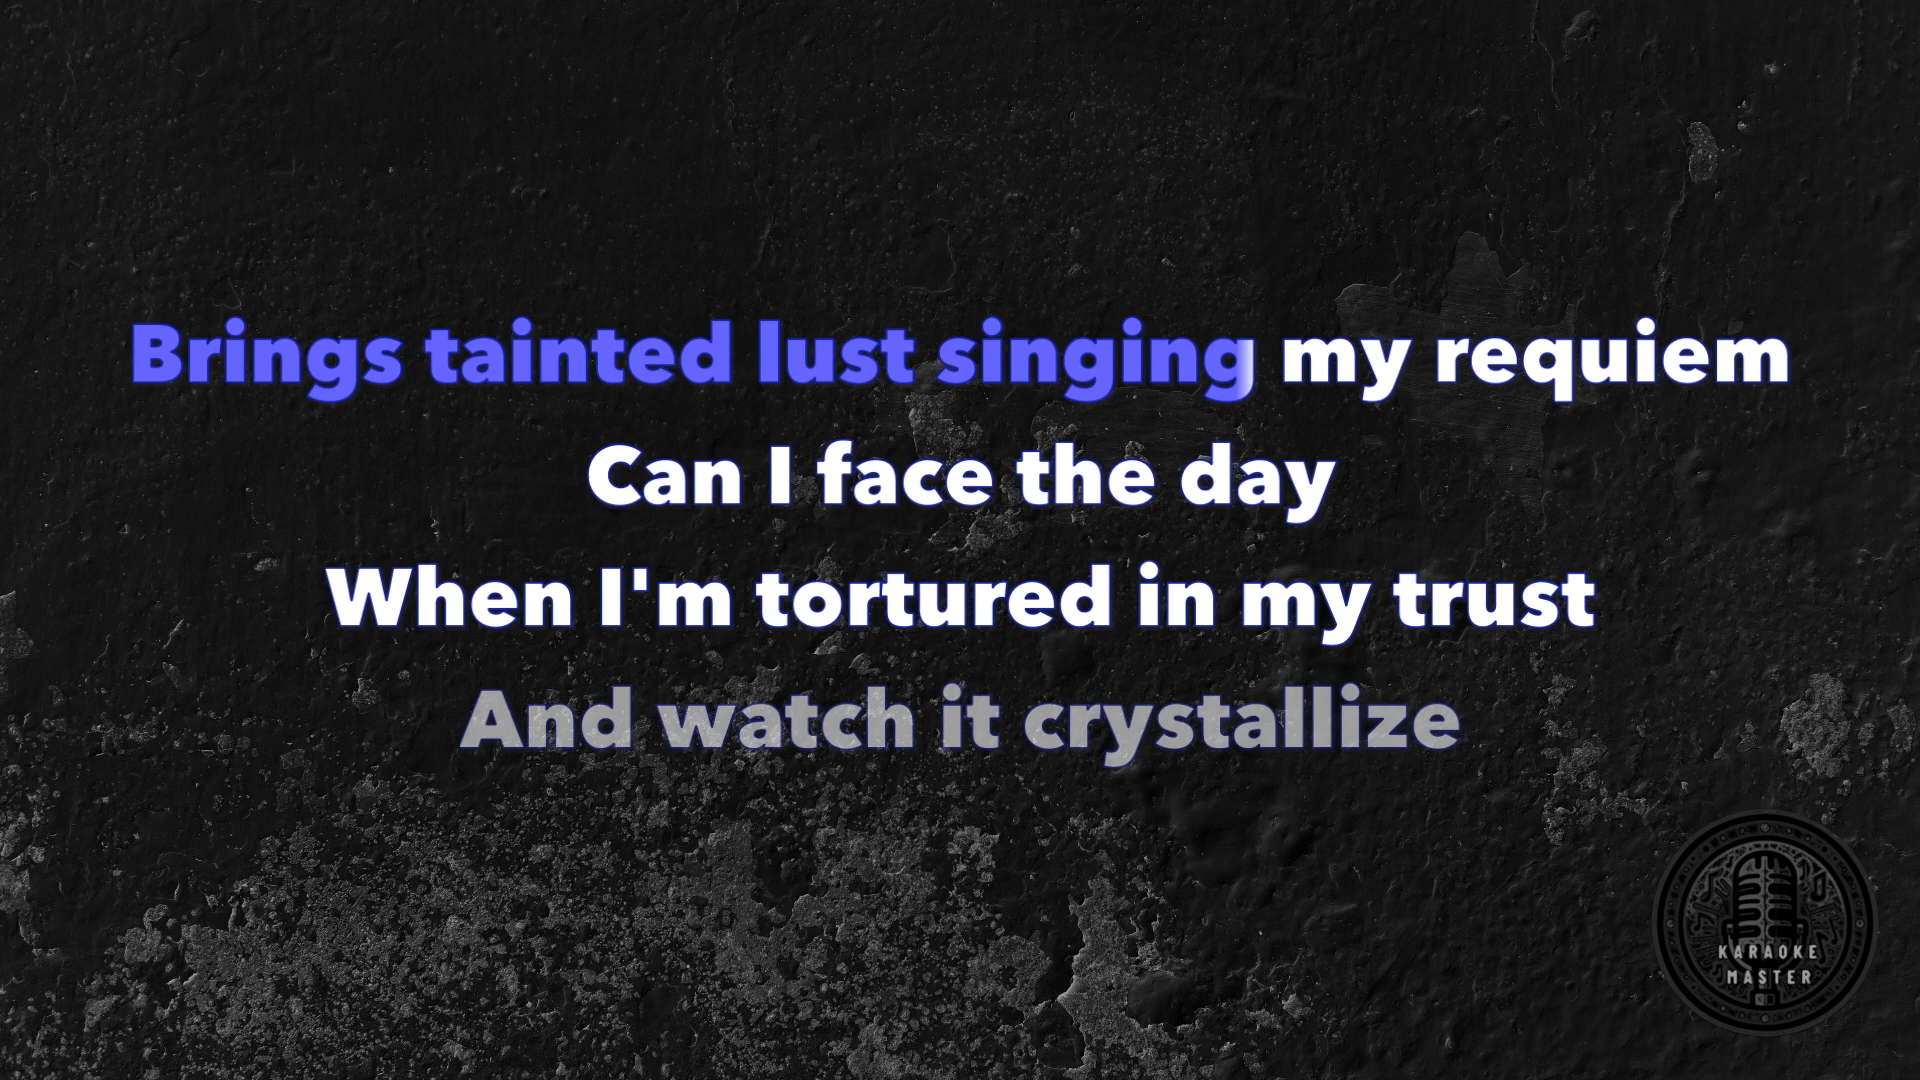 Brings tainted lust singing my requiem
Can I face the day
When I'm tortured in my trust
And watch it crystallize
KARAOKE
MASTER